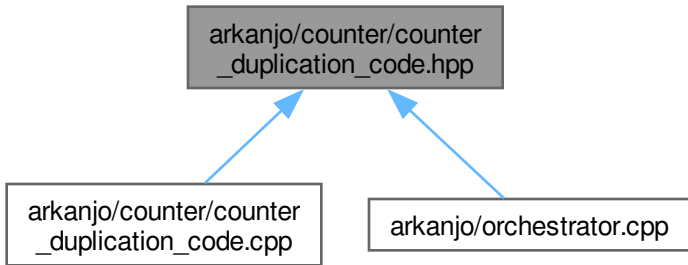 arkanjo/counter/counter
_duplication_code.hpp
arkanjo/counter/counter
_duplication_code.cpp
arkanjo/orchestrator.cpp